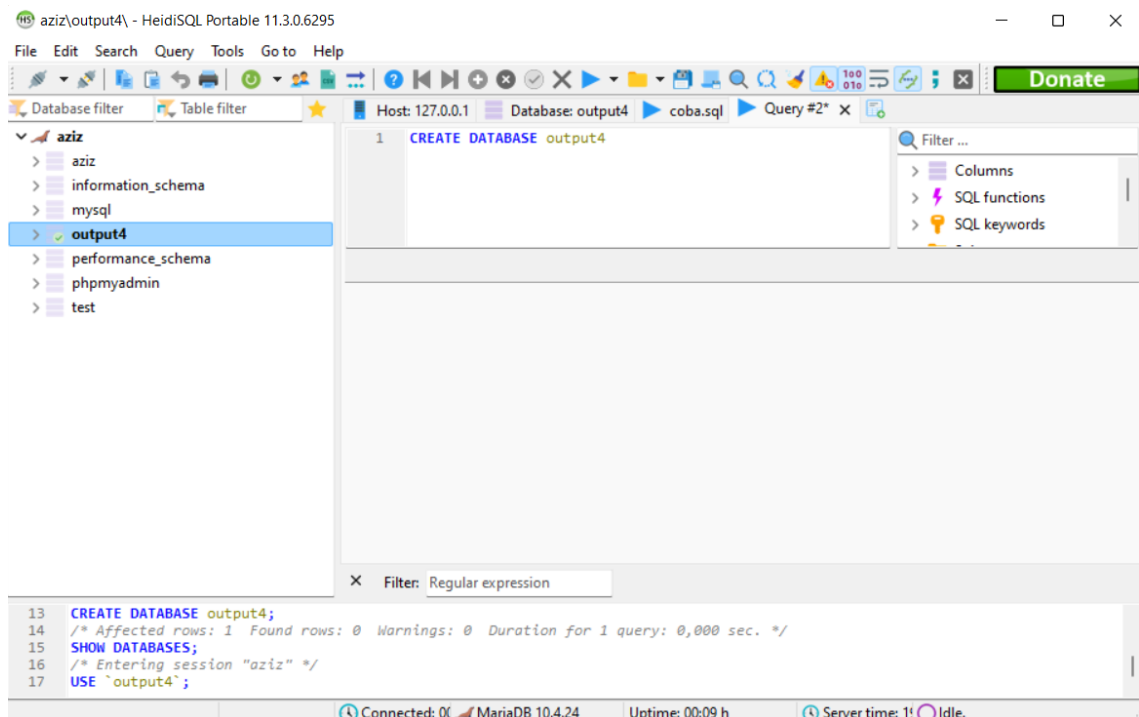 aziz\output4\ - HeidiSQL Portable 11.3.0.6295
File Edit Search Query Tools Go to Help
Donate
Database filter Table filter
Host: 127.0.0.1 Database: output4 coba.sql Query #2*
aziz
aziz
information_schema
mysql
output4
performance_schema
phpmyadmin
test
1 CREATE DATABASE output4
Filter ...
Columns
SQL functions
SQL keywords
Filter: Regular expression
13 CREATE DATABASE output4;
14 /* Affected rows: 1 Found rows: 0 Warnings: 0 Duration for 1 query: 0,000 sec. */
15 SHOW DATABASES;
16 /* Entering session "aziz" */
17 USE `output4`;
Connected: MariaDB 10.4.24 Uptime: 00:09 h Server time: Idle.